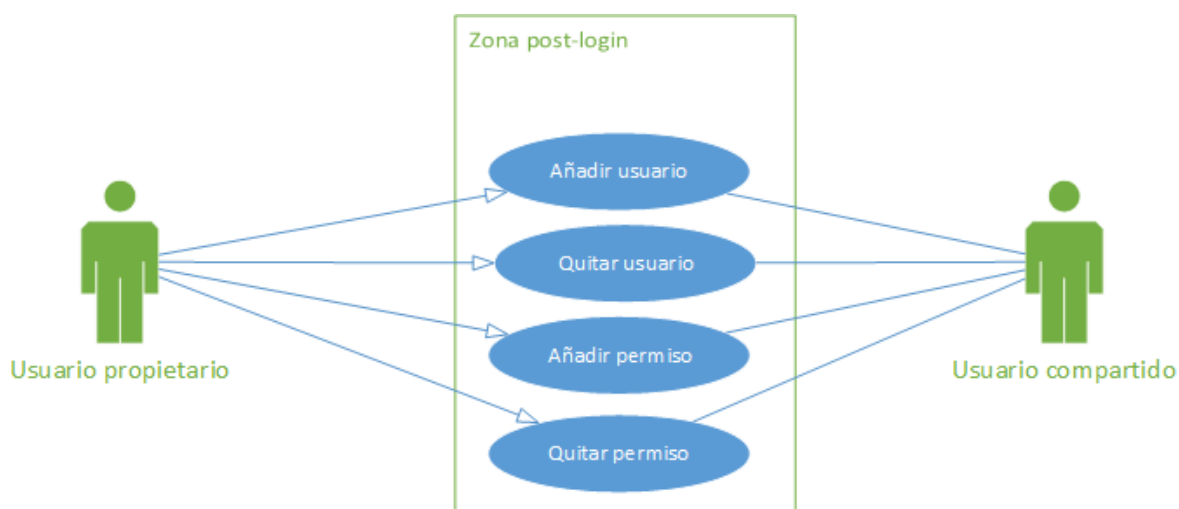 Zona post-login
Añadir usuario
Quitar usuario
Añadir permiso
Quitar permiso
Usuario propietario
Usuario compartido